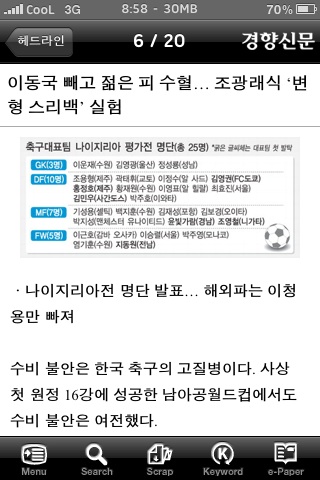 CooL 3G 8:58 - 30MB 70%
헤드라인 6 / 20 경향신문
이동국 빼고 젊은 피 수혈... 조광래식 ‘변
형 스리백’ 실험
축구대표팀 나이지리아 평가전 명단(총 25명) *굵은 글씨체는 대표팀 첫 발탁
GK(3명) 이운재(수원) 김영광(울산) 정성룡(성남)
DF(10명) 조용형(제주) 곽태휘(교토) 이정수(알 사드) 김영권(FC도쿄)
홍정호(제주) 황재원(수원) 이영표(알 힐랄) 최효진(서울)
김민우(사간도스) 박주호(이와타)
MF(7명) 기성용(셀틱) 백지훈(수원) 김재성(포항) 김보경(오이타)
박지성(맨체스터 유나이티드) 윤빛가람(경남) 조영철(니가타)
FW(5명) 이근호(감바 오사카) 이승렬(서울) 박주영(모나코)
염기훈(수원) 지동원(전남)
· 나이지리아전 명단 발표... 해외파는 이청
용만 빠져
수비 불안은 한국 축구의 고질병이다. 사상
첫 원정 16강에 성공한 남아공월드컵에서도
수비 불안은 여전했다.
Menu Search Scrap Keyword e-Paper